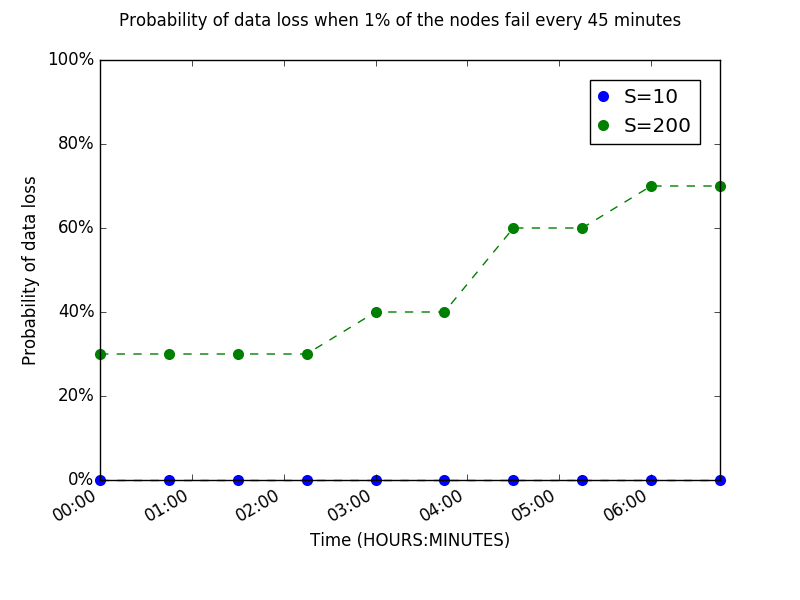 Probability of data loss when 1% of the nodes fail every 45 minutes
100%
80%
60%
40%
20%
0%
Probability of data loss
S=10
S=200
00:00
01:00
02:00
03:00
04:00
05:00
06:00
Time (HOURS:MINUTES)